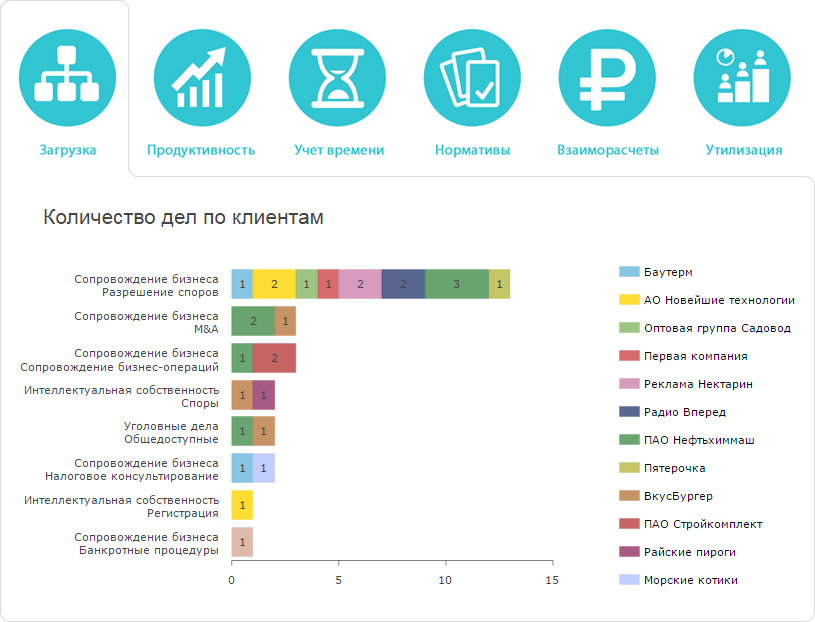 Загрузка
Продуктивность
Учет времени
Нормативы
Взаиморасчеты
Утилизация
Количество дел по клиентам
Сопровождение бизнеса
Разрешение споров
1 2 1 1 2 2 3 1
Сопровождение бизнеса
M&A
2 1
Сопровождение бизнеса
Сопровождение бизнес-операций
1 2
Интеллектуальная собственность
Споры
1 1
Уголовные дела
Общедоступные
1 1
Сопровождение бизнеса
Налоговое консультирование
1 1
Интеллектуальная собственность
Регистрация
1
Сопровождение бизнеса
Банкротные процедуры
1
0 5 10 15
Баутерм
АО Новейшие технологии
Оптовая группа Садовод
Первая компания
Реклама Нектарин
Радио Вперед
ПАО Нефтьхиммаш
Пятерочка
ВкусБургер
ПАО Стройкомплект
Райские пироги
Морские котики